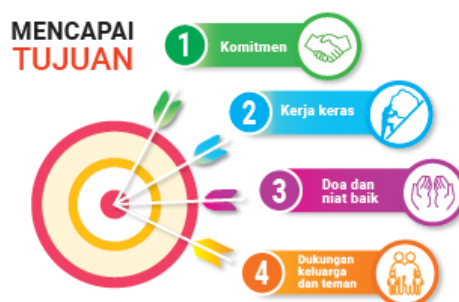 MENCAPAI
TUJUAN
1
Komitmen
2
Kerja keras
3
Doa dan
niat baik
4
Dukungan
keluarga
dan teman